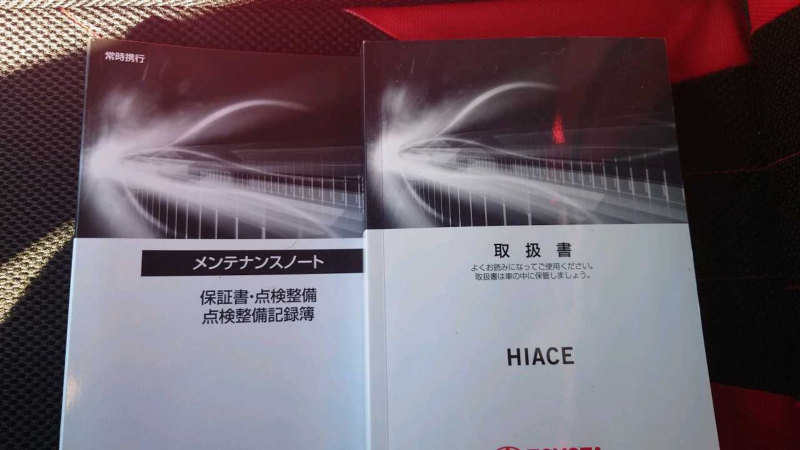 常時携行
メンテナンスノート
保証書・点検整備
点検整備記録簿
取扱書
よくお読みになってご使用ください。
取扱書は車の中に保管しましょう。
HIACE
TOYOTA